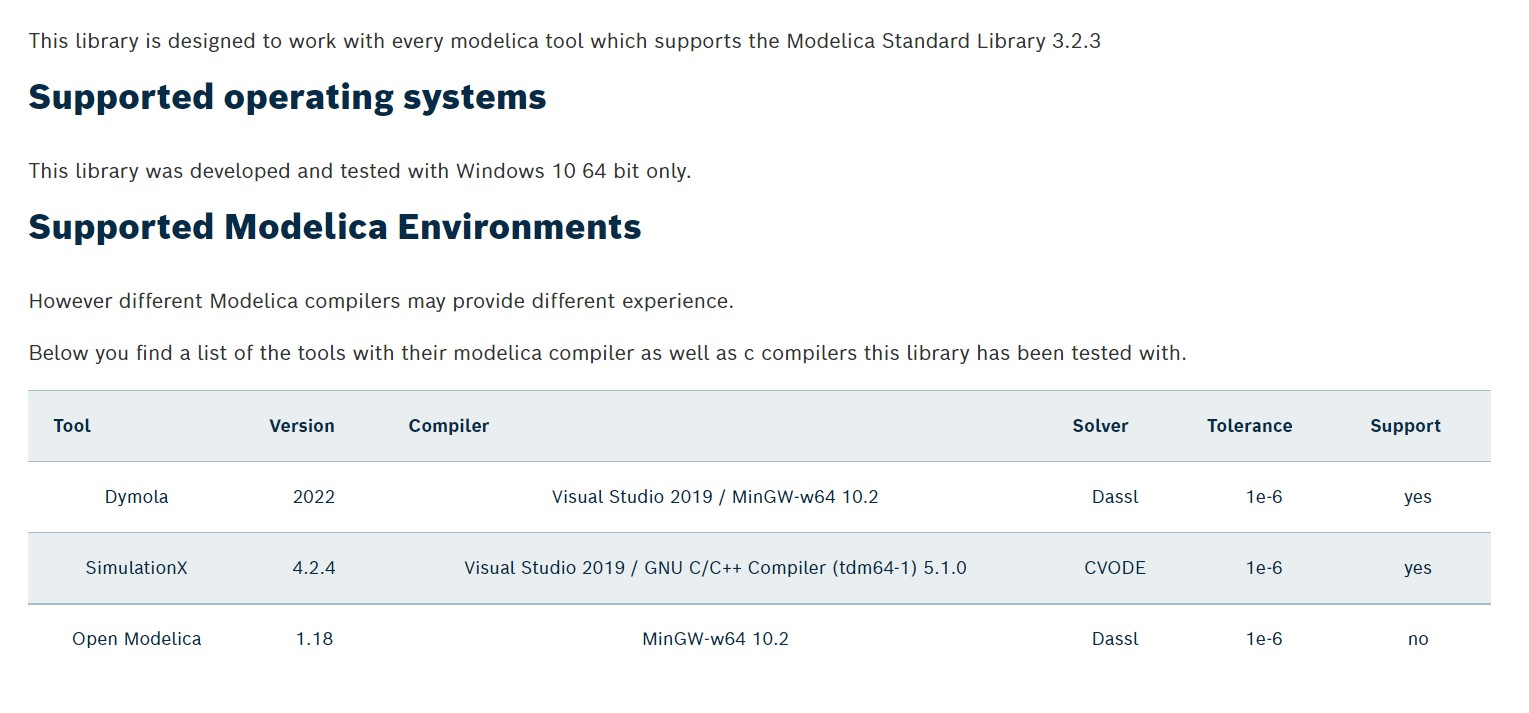 This library is designed to work with every modelica tool which supports the Modelica Standard Library 3.2.3
Supported operating systems
This library was developed and tested with Windows 10 64 bit only.
Supported Modelica Environments
However different Modelica compilers may provide different experience.
Below you find a list of the tools with their modelica compiler as well as c compilers this library has been tested with.
Tool Version Compiler Solver Tolerance Support
Dymola 2022 Visual Studio 2019 / MinGW-w64 10.2 Dassl 1e-6 yes
SimulationX 4.2.4 Visual Studio 2019 / GNU C/C++ Compiler (tdm64-1) 5.1.0 CVODE 1e-6 yes
Open Modelica 1.18 MinGW-w64 10.2 Dassl 1e-6 no